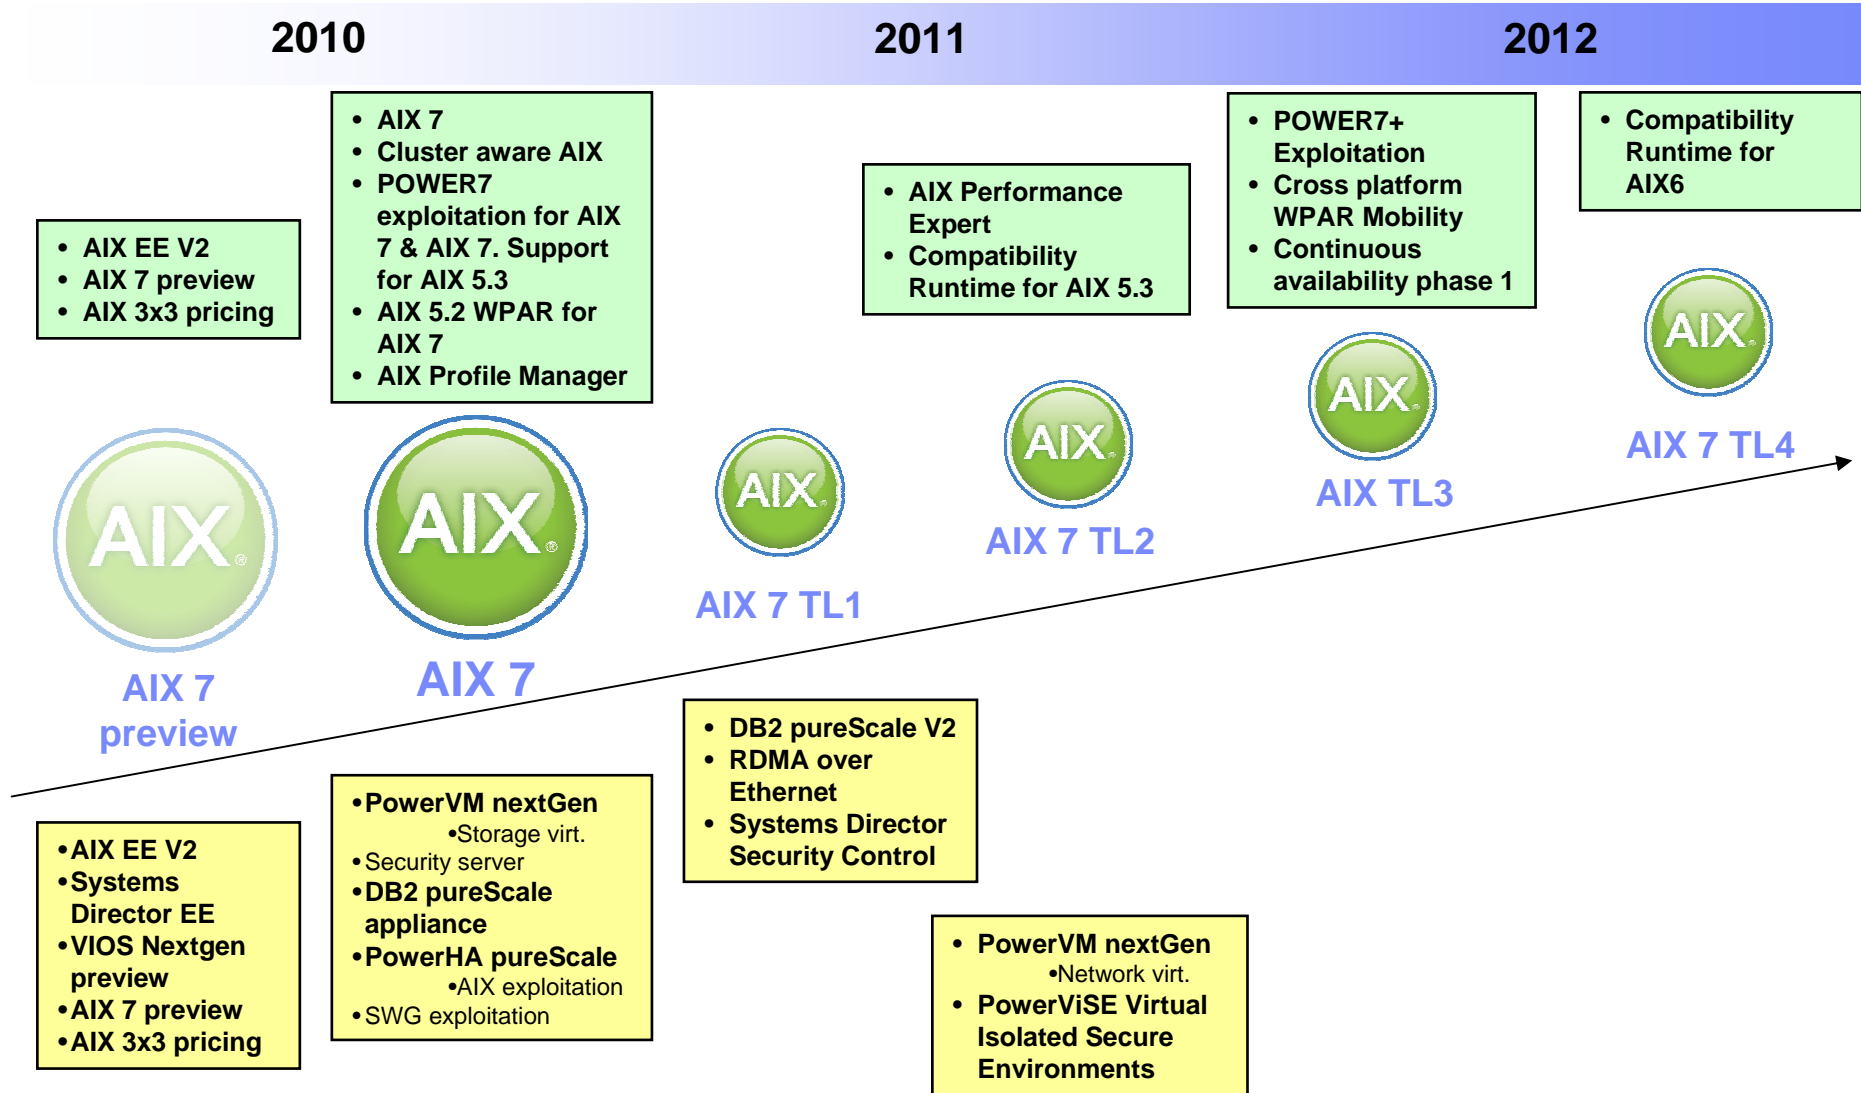 2010
2011
2012
• AIX EE V2
• AIX 7 preview
• AIX 3x3 pricing
• AIX 7
• Cluster aware AIX
• POWER7
exploitation for AIX
7 & AIX 7. Support
for AIX 5.3
• AIX 5.2 WPAR for
AIX 7
• AIX Profile Manager
• AIX Performance
Expert
• Compatibility
Runtime for AIX 5.3
• POWER7+
Exploitation
• Cross platform
WPAR Mobility
• Continuous
availability phase 1
• Compatibility
Runtime for
AIX6
AIX®
AIX 7
preview
AIX®
AIX 7
AIX
AIX 7 TL1
AIX
AIX 7 TL2
AIX
AIX TL3
AIX
AIX 7 TL4
•AIX EE V2
•Systems
Director EE
•VIOS Nextgen
preview
•AIX 7 preview
•AIX 3x3 pricing
•PowerVM nextGen
•Storage virt.
•Security server
•DB2 pureScale
appliance
•PowerHA pureScale
•AIX exploitation
•SWG exploitation
• DB2 pureScale V2
• RDMA over
Ethernet
• Systems Director
Security Control
• PowerVM nextGen
•Network virt.
• PowerViSE Virtual
Isolated Secure
Environments